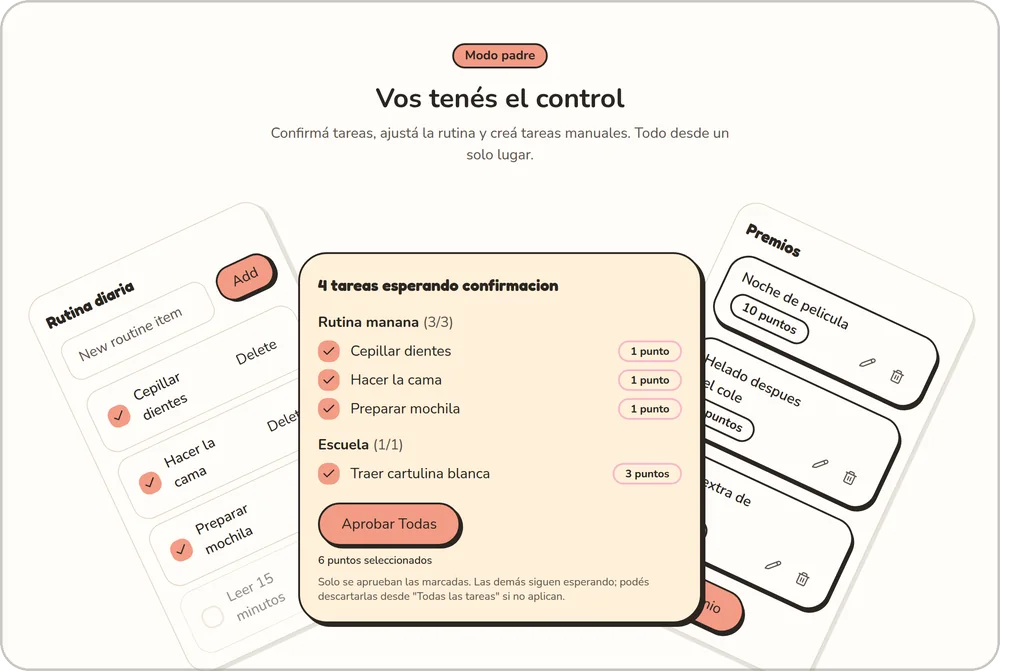 Modo padre
Vos tenés el control
Confirmá tareas, ajustá la rutina y creá tareas manuales. Todo desde un
solo lugar.
Rutina diaria
Add
New routine item
Cepillar
dientes
Delete
Hacer la
cama
Preparar
mochila
Leer 15
minutos
4 tareas esperando confirmacion
Rutina manana (3/3)
Cepillar dientes
1 punto
Hacer la cama
1 punto
Preparar mochila
1 punto
Escuela (1/1)
Traer cartulina blanca
3 puntos
Aprobar Todas
6 puntos seleccionados
Solo se aprueban las marcadas. Las demás siguen esperando; podés
descartarlas desde "Todas las tareas" si no aplican.
Premios
Noche de pelicula
10 puntos
Helado despues
el cole
puntos
extra de